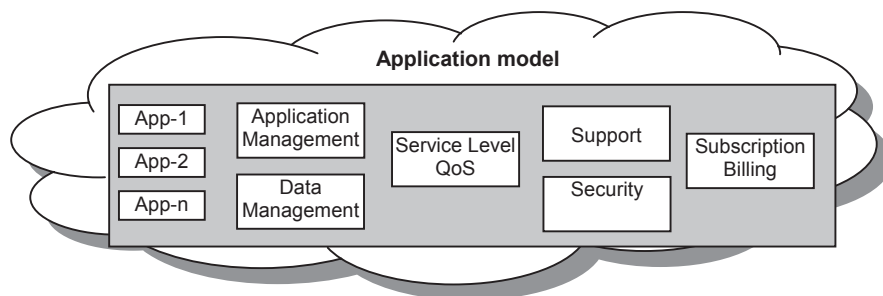 Application model
App-1
App-2
App-n
Application
Management
Data
Management
Service Level
QoS
Support
Security
Subscription
Billing